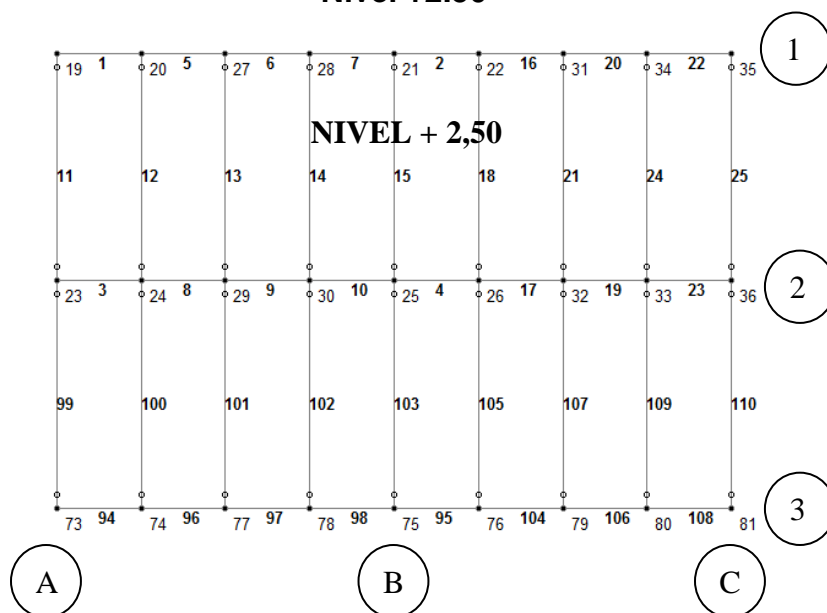 1
19 1 20 5 27 6 28 7 21 2 22 16 31 20 34 22 35
NIVEL + 2,50
11 12 13 14 15 18 21 24 25
2
23 3 24 8 29 9 30 10 25 4 26 17 32 19 33 23 36
99 100 101 102 103 105 107 109 110
3
73 94 74 96 77 97 78 98 75 95 76 104 79 106 80 108 81
A B C